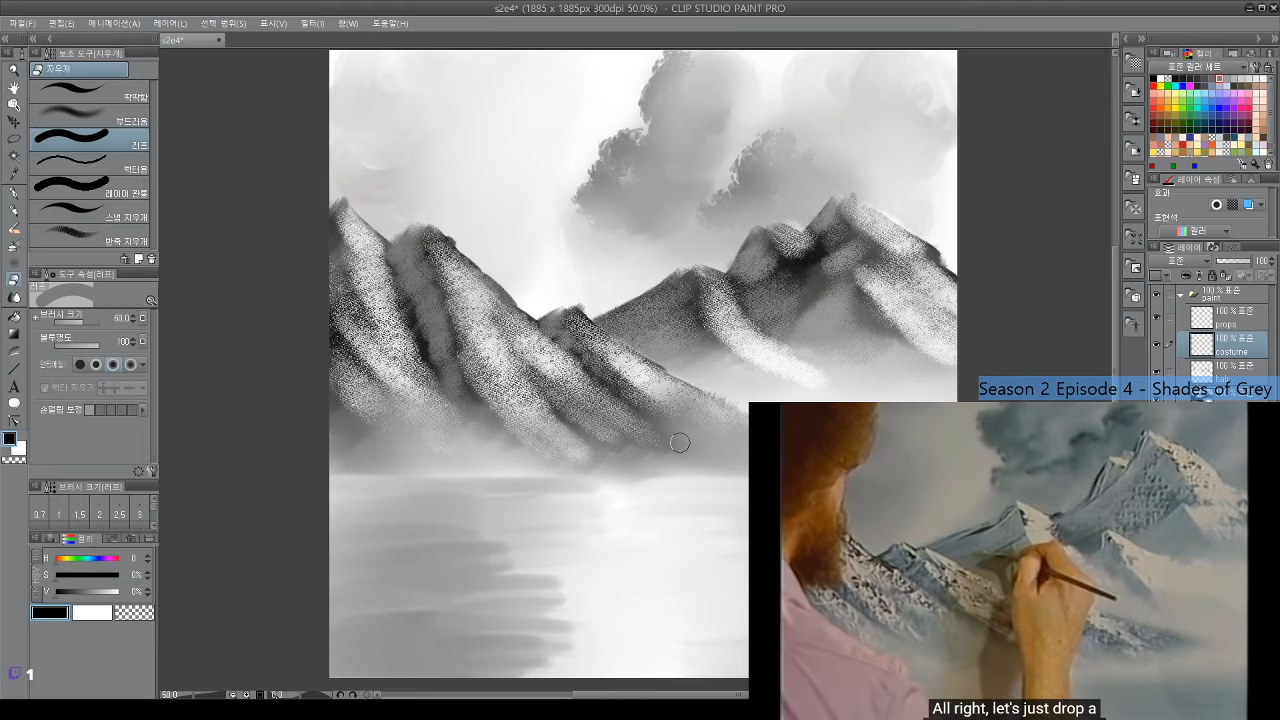 s2e4* (1885 x 1885px 300dpi 50.0%) - CLIP STUDIO PAINT PRO
파일(F) 편집(E) 애니메이션(A) 레이어(L) 선택 범위(S) 표시(V) 필터(I) 창(W) 도움말(H)
s2e4*
보조 도구(지우개)
지우개
딱딱함
부드러움
러프
벡터용
레이어 관통
스냅 지우개
반죽 지우개
도구 속성(러프)
러프
브러시 크기 60.0
불투명도 100
벡터 지우개
손떨림 보정
브러시 크기(러프)
0.7 1 1.5 2 2.5 3
컬러
H 0
S 0%
V 0%
1
50.0 0.0
컬러
표준 컬러 세트
레이어 속성
효과
표현색
컬러
레이어
표준 100
100 % 표준
paint
100 % 표준
props
100 % 표준
costume
100 % 표준
Season 2 Episode 4 - Shades of Grey
All right, let's just drop a